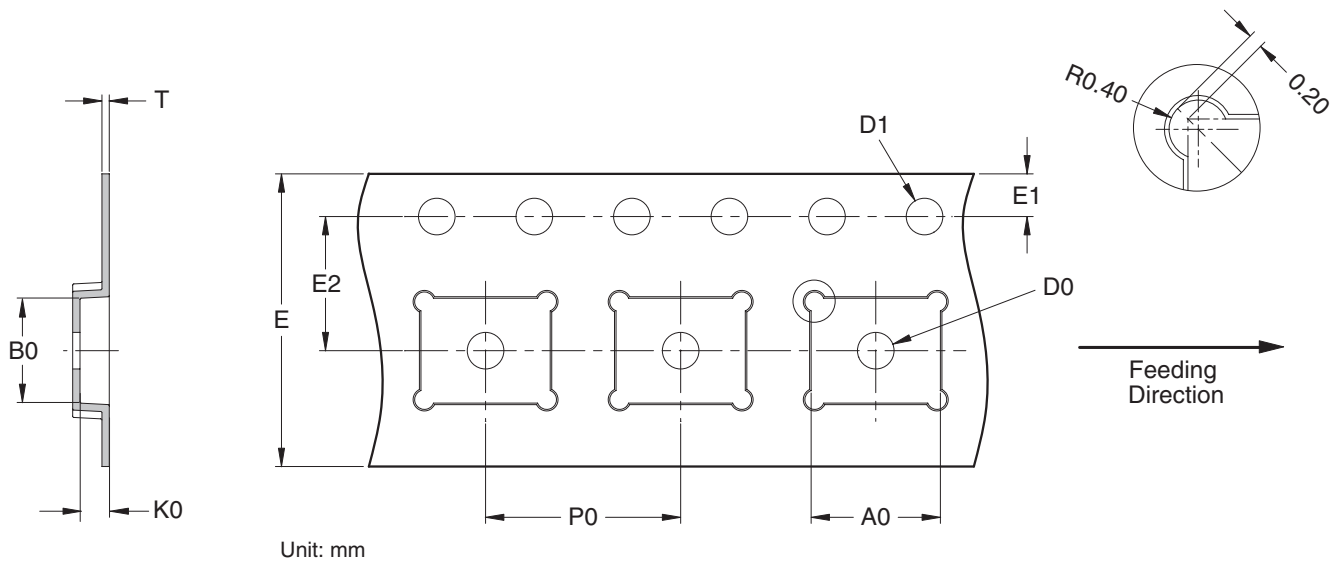 T
R0.40
0.20
D1
E1
E2
E
D0
B0
Feeding
Direction
K0
P0
A0
Unit: mm